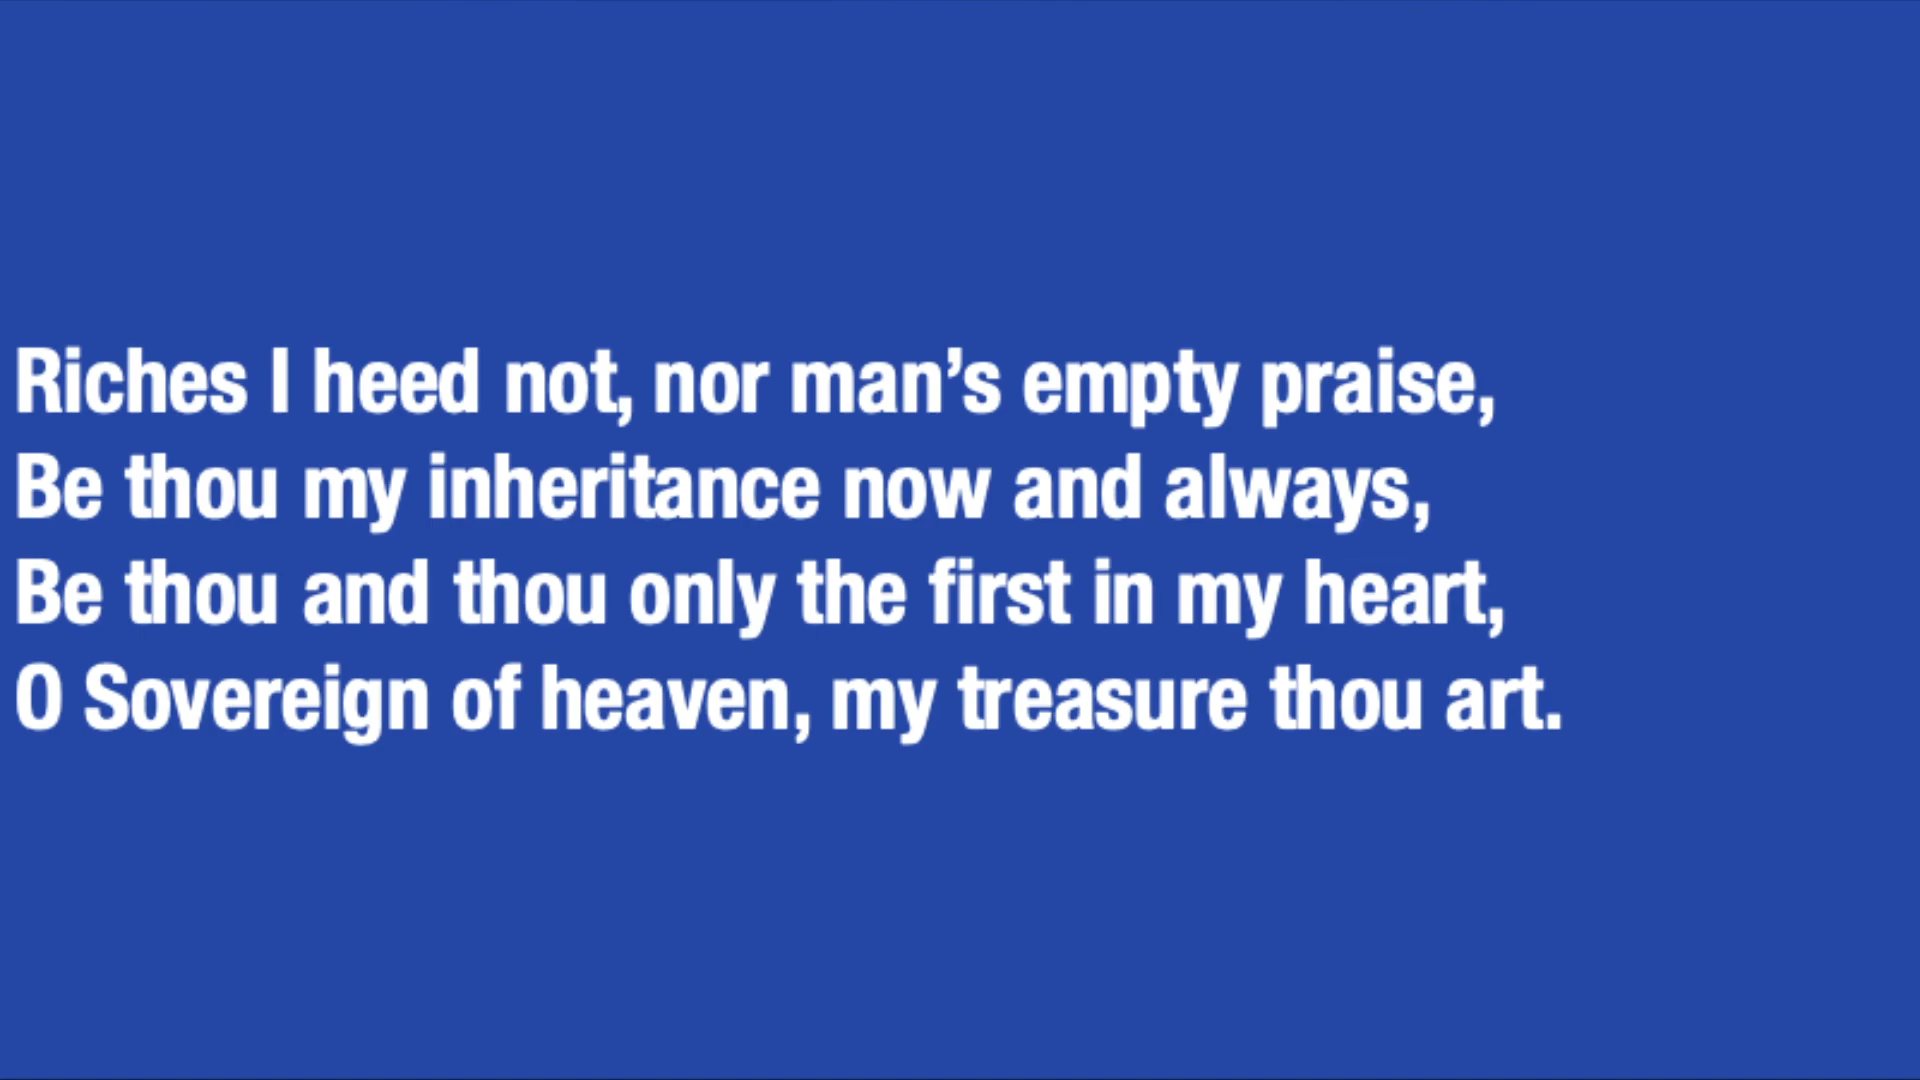 Riches I heed not, nor man’s empty praise,
Be thou my inheritance now and always,
Be thou and thou only the first in my heart,
O Sovereign of heaven, my treasure thou art.